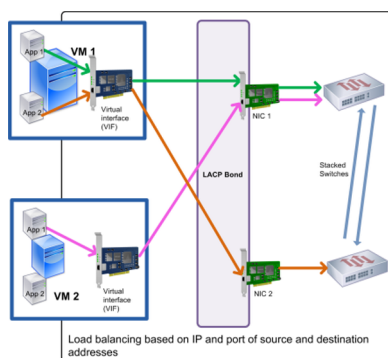 App 1
VM 1
App 2
Virtual
interface
(VIF)
NIC 1
LACP Bond
Stacked
Switches
App 1
VM 2
App 2
Virtual
interface
(VIF)
NIC 2
Load balancing based on IP and port of source and destination
addresses